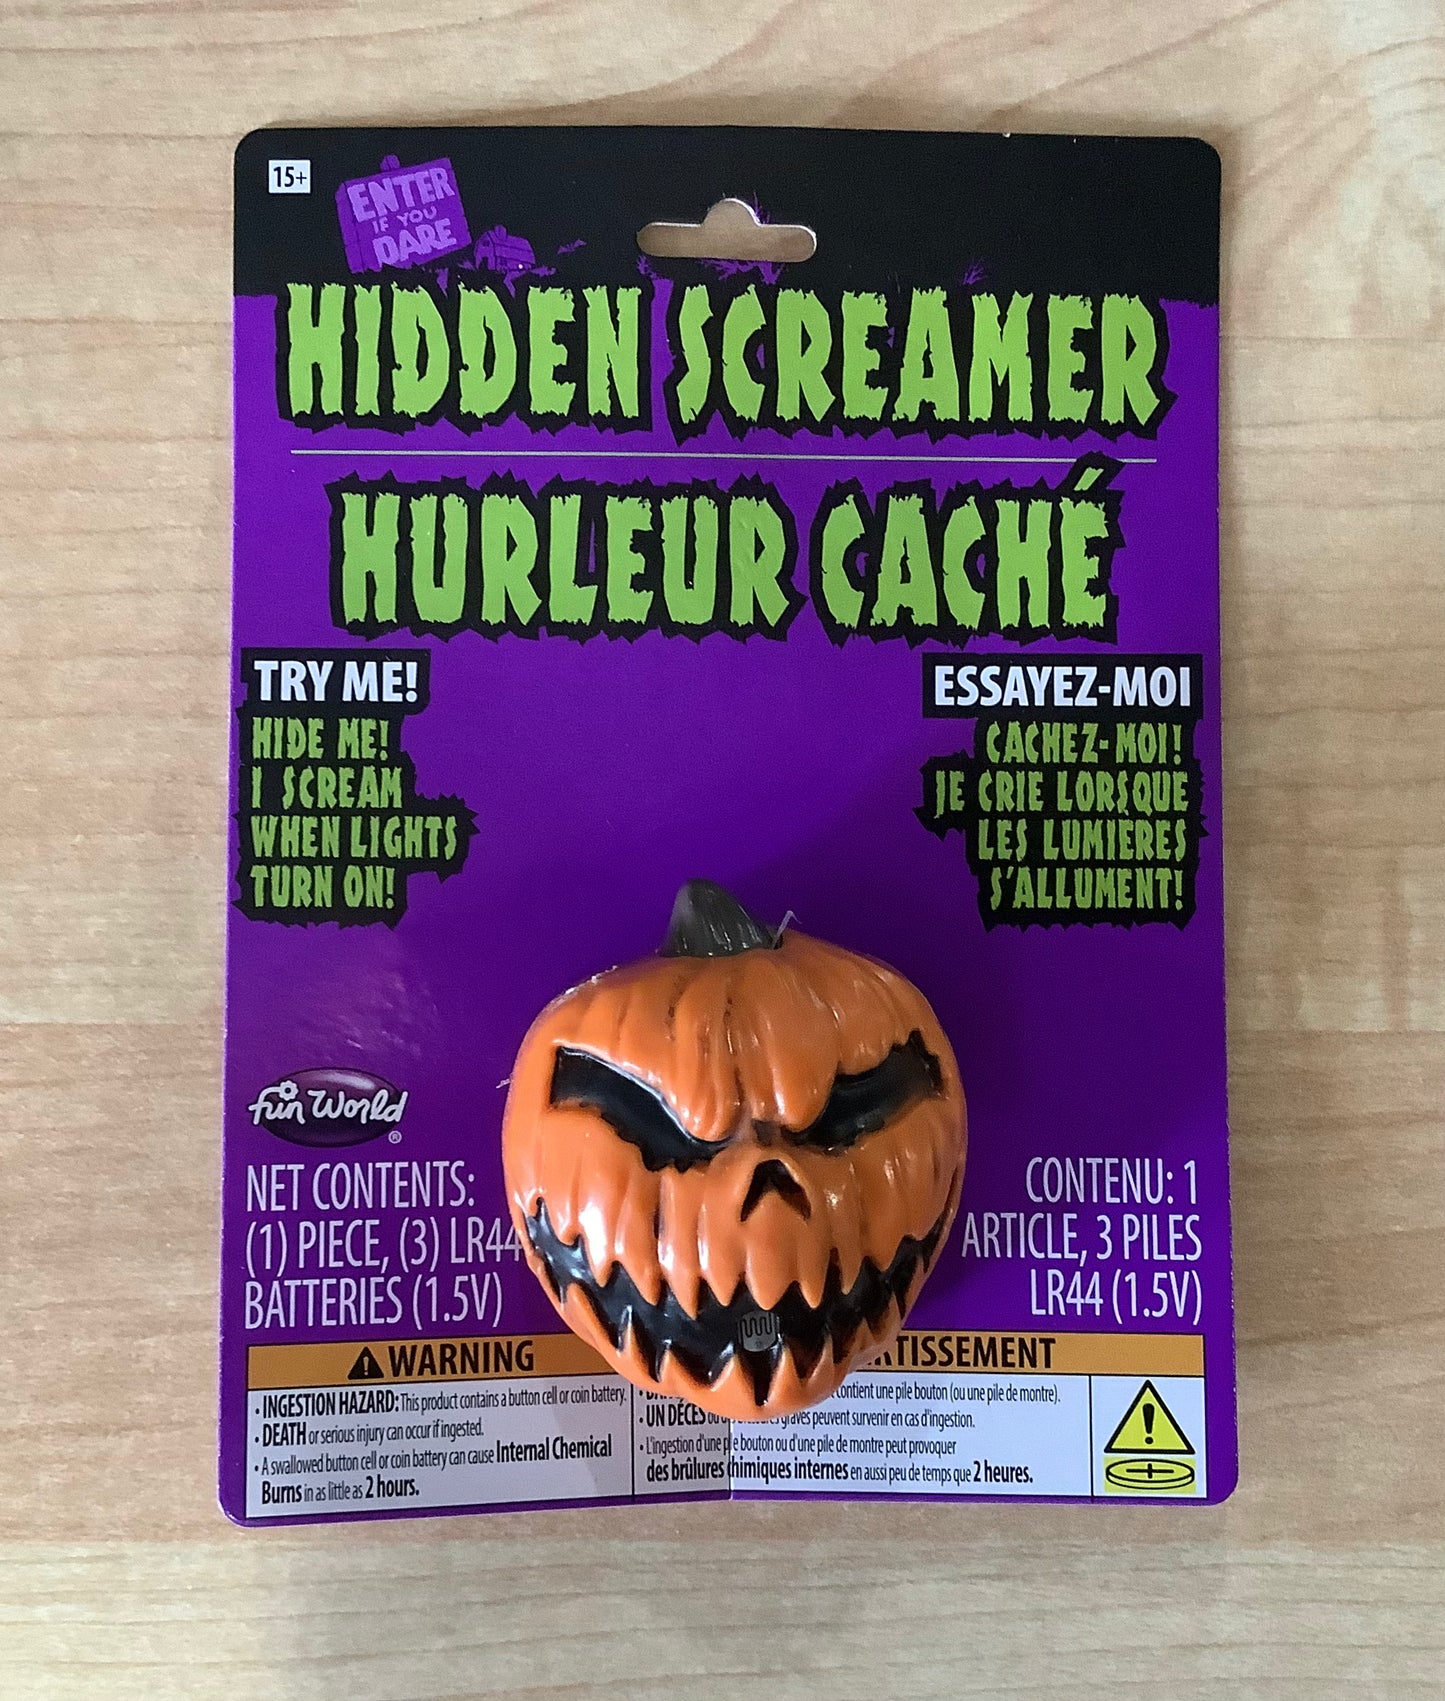 15+
ENTER
IF YOU
DARE
HIDDEN SCREAMER
HURLEUR CACHÉ
TRY ME!
HIDE ME!
I SCREAM
WHEN LIGHTS
TURN ON!
ESSAYEZ-MOI
CACHEZ-MOI!
JE CRIE LORSQUE
LES LUMIÈRES
S'ALLUMENT!
fun World ®
NET CONTENTS:
(1) PIECE, (3) LR44
BATTERIES (1.5V)
CONTENU: 1
ARTICLE, 3 PILES
LR44 (1.5V)
WARNING
• INGESTION HAZARD: This product contains a button cell or coin battery.
• DEATH or serious injury can occur if ingested.
• A swallowed button cell or coin battery can cause Internal Chemical
Burns in as little as 2 hours.
RTISSEMENT
contient une pile bouton (ou une pile de montre).
• UN DÉCÈS ou graves peuvent survenir en cas d'ingestion.
• L'ingestion d'une pile bouton ou d'une pile de montre peut provoquer
des brûlures chimiques internes en aussi peu de temps que 2 heures.